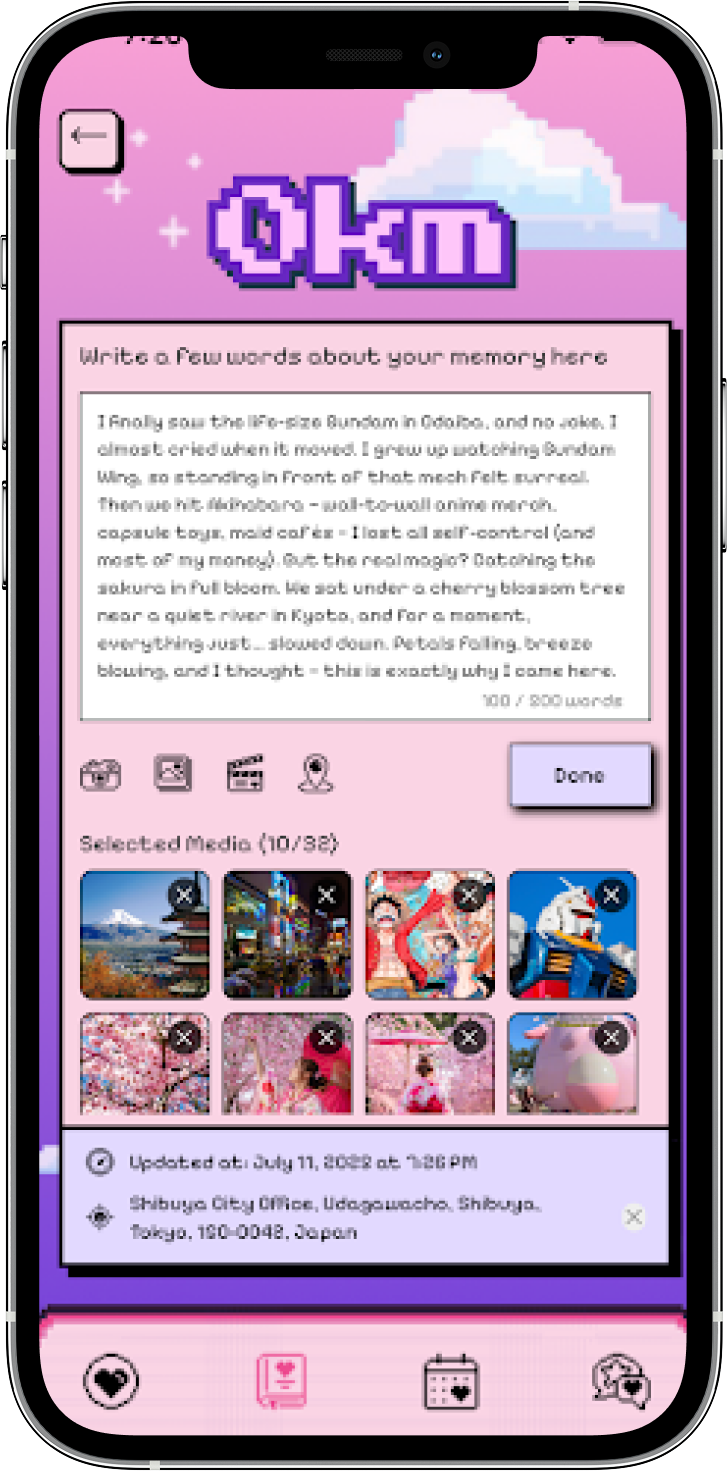 0km
Write a few words about your memory here
I finally saw the life-size Gundam in Odaiba, and no joke, I
almost cried when it moved. I grew up watching Gundam
Wing, so standing in front of that mech felt surreal.
Then we hit Akihabara – wall-to-wall anime merch,
capsule toys, maid cafés – I lost all self-control (and
most of my money). But the real magic? Catching the
sakura in full bloom. We sat under a cherry blossom tree
near a quiet river in Kyoto, and for a moment,
everything just... slowed down. Petals falling, breeze
blowing, and I thought – this is exactly why I came here.
100 / 200 words
Done
Selected Media (10/32)
Updated at: July 11, 2022 at 7:26 PM
Shibuya City Office, Udagawacho, Shibuya,
Tokyo, 150-0042, Japan